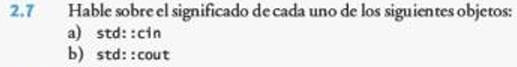 2.7 Hable sobre el significado de cada uno de los siguientes objetos:
a) std::cin
b) std::cout